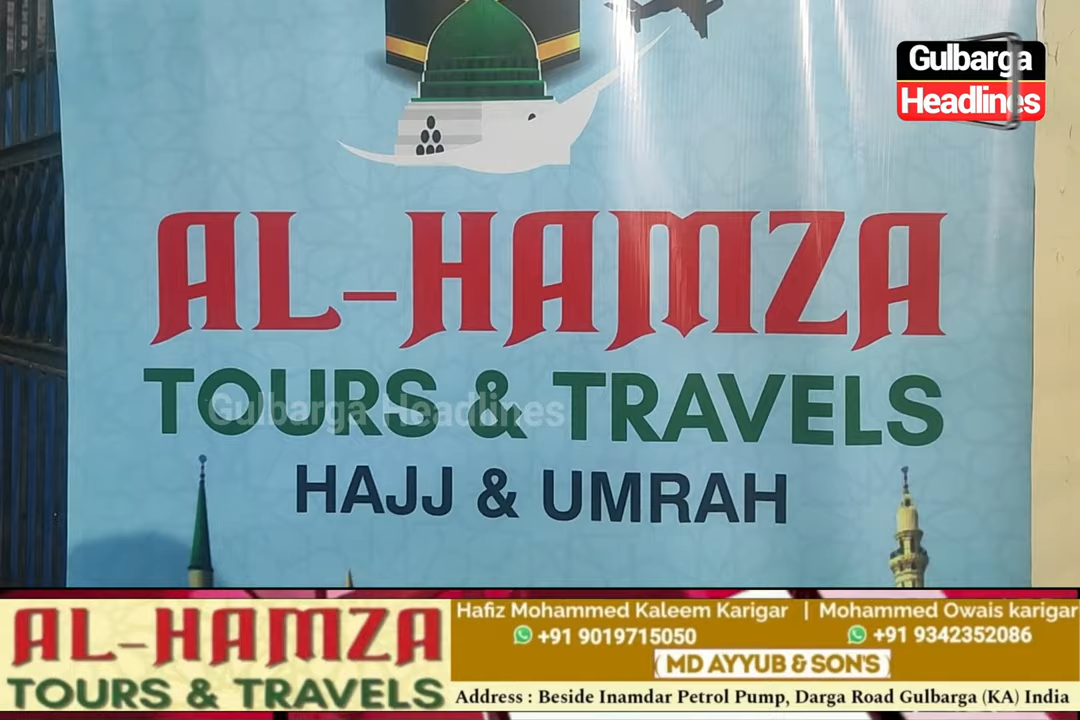 Gulbarga
Headlines
AL-HAMZA
TOURS & TRAVELS
Gulbarga Headlines
HAJJ & UMRAH
AL-HAMZA
TOURS & TRAVELS
Hafiz Mohammed Kaleem Karigar | Mohammed Owais karigar
+91 9019715050 +91 9342352086
MD AYYUB & SON'S
Address : Beside Inamdar Petrol Pump, Darga Road Gulbarga (KA) India